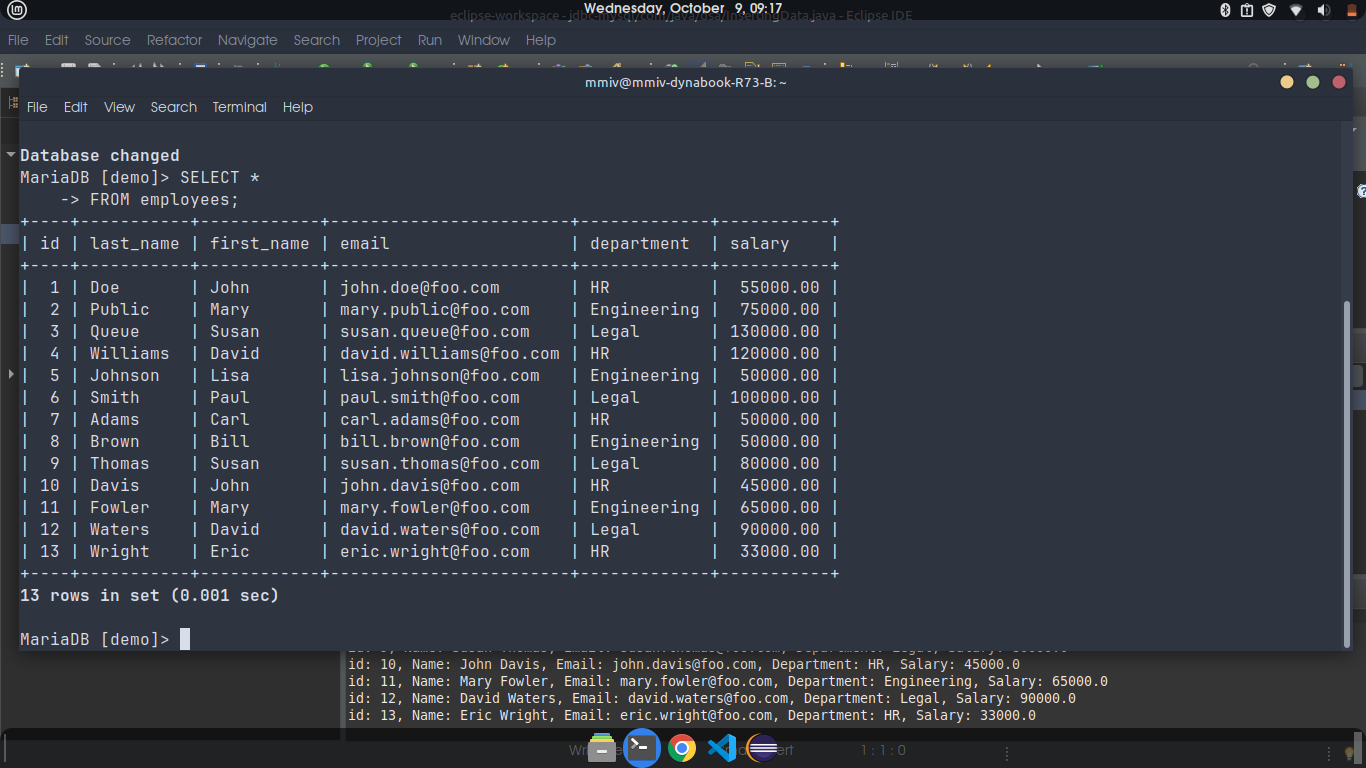 Wednesday, October 9, 09:17
eclipse-workspace - jdbc-mysql/com/java/dsa/InsertingData.java - Eclipse IDE
File Edit Source Refactor Navigate Search Project Run Window Help
mmiv@mmiv-dynabook-R73-B: ~
File Edit View Search Terminal Help
Database changed
MariaDB [demo]> SELECT *
    -> FROM employees;
+----+-----------+------------+------------------------+-------------+-----------+
| id | last_name | first_name | email                  | department  | salary    |
+----+-----------+------------+------------------------+-------------+-----------+
|  1 | Doe       | John       | john.doe@foo.com       | HR          |  55000.00 |
|  2 | Public    | Mary       | mary.public@foo.com    | Engineering |  75000.00 |
|  3 | Queue     | Susan      | susan.queue@foo.com    | Legal       | 130000.00 |
|  4 | Williams  | David      | david.williams@foo.com | HR          | 120000.00 |
|  5 | Johnson   | Lisa       | lisa.johnson@foo.com   | Engineering |  50000.00 |
|  6 | Smith     | Paul       | paul.smith@foo.com     | Legal       | 100000.00 |
|  7 | Adams     | Carl       | carl.adams@foo.com     | HR          |  50000.00 |
|  8 | Brown     | Bill       | bill.brown@foo.com     | Engineering |  50000.00 |
|  9 | Thomas    | Susan      | susan.thomas@foo.com   | Legal       |  80000.00 |
| 10 | Davis     | John       | john.davis@foo.com     | HR          |  45000.00 |
| 11 | Fowler    | Mary       | mary.fowler@foo.com    | Engineering |  65000.00 |
| 12 | Waters    | David      | david.waters@foo.com   | Legal       |  90000.00 |
| 13 | Wright    | Eric       | eric.wright@foo.com    | HR          |  33000.00 |
+----+-----------+------------+------------------------+-------------+-----------+
13 rows in set (0.001 sec)
MariaDB [demo]>
id: 10, Name: John Davis, Email: john.davis@foo.com, Department: HR, Salary: 45000.0
id: 11, Name: Mary Fowler, Email: mary.fowler@foo.com, Department: Engineering, Salary: 65000.0
id: 12, Name: David Waters, Email: david.waters@foo.com, Department: Legal, Salary: 90000.0
id: 13, Name: Eric Wright, Email: eric.wright@foo.com, Department: HR, Salary: 33000.0
1 : 1 : 0